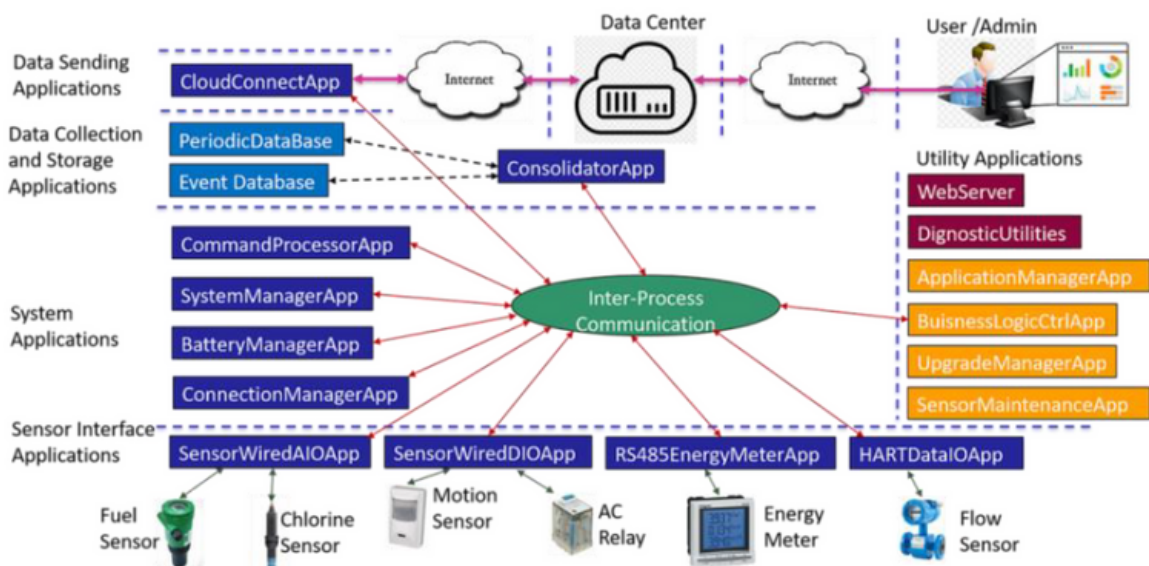 Data Center
User /Admin
Data Sending
Applications
CloudConnectApp
Internet
Internet
Data Collection
and Storage
Applications
PeriodicDataBase
Event Database
ConsolidatorApp
Utility Applications
WebServer
DignosticUtilities
ApplicationManagerApp
BuisnessLogicCtrlApp
UpgradeManagerApp
SensorMaintenanceApp
System
Applications
CommandProcessorApp
SystemManagerApp
BatteryManagerApp
ConnectionManagerApp
Inter-Process
Communication
Sensor Interface
Applications
SensorWiredAIOApp
SensorWiredDIOApp
RS485EnergyMeterApp
HARTDataIOApp
Fuel
Sensor
Chlorine
Sensor
Motion
Sensor
AC
Relay
Energy
Meter
Flow
Sensor